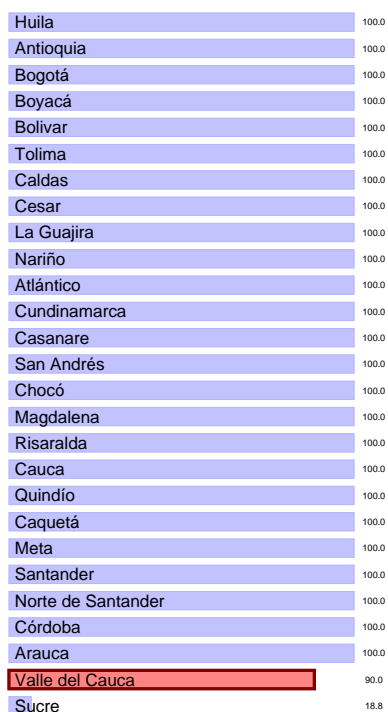 Huila 100.0
Antioquia 100.0
Bogotá 100.0
Boyacá 100.0
Bolivar 100.0
Tolima 100.0
Caldas 100.0
Cesar 100.0
La Guajira 100.0
Nariño 100.0
Atlántico 100.0
Cundinamarca 100.0
Casanare 100.0
San Andrés 100.0
Chocó 100.0
Magdalena 100.0
Risaralda 100.0
Cauca 100.0
Quindío 100.0
Caquetá 100.0
Meta 100.0
Santander 100.0
Norte de Santander 100.0
Córdoba 100.0
Arauca 100.0
Valle del Cauca 90.0
Sucre 18.8